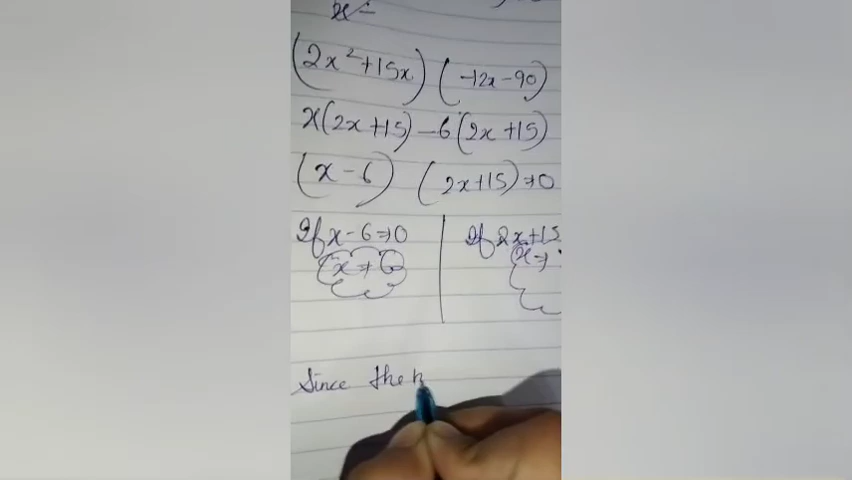 x =
(2x²+15x) (-12x-90)
x(2x+15) -6(2x+15)
(x-6) (2x+15)⇒0
If x-6⇒0
x⇒6
If 2x+15
x⇒
Since the n